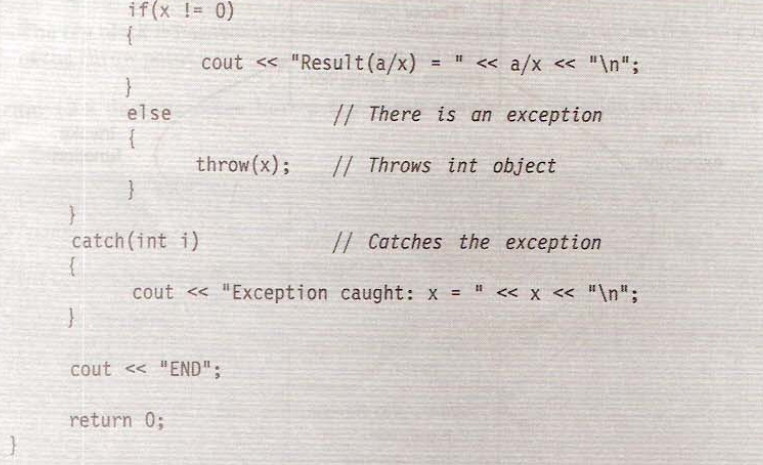 if(x != 0)
{
cout << "Result(a/x) = " << a/x << "\n";
}
else // There is an exception
{
throw(x); // Throws int object
}
}
catch(int i) // Catches the exception
{
cout << "Exception caught: x = " << x << "\n";
}
cout << "END";
return 0;
}